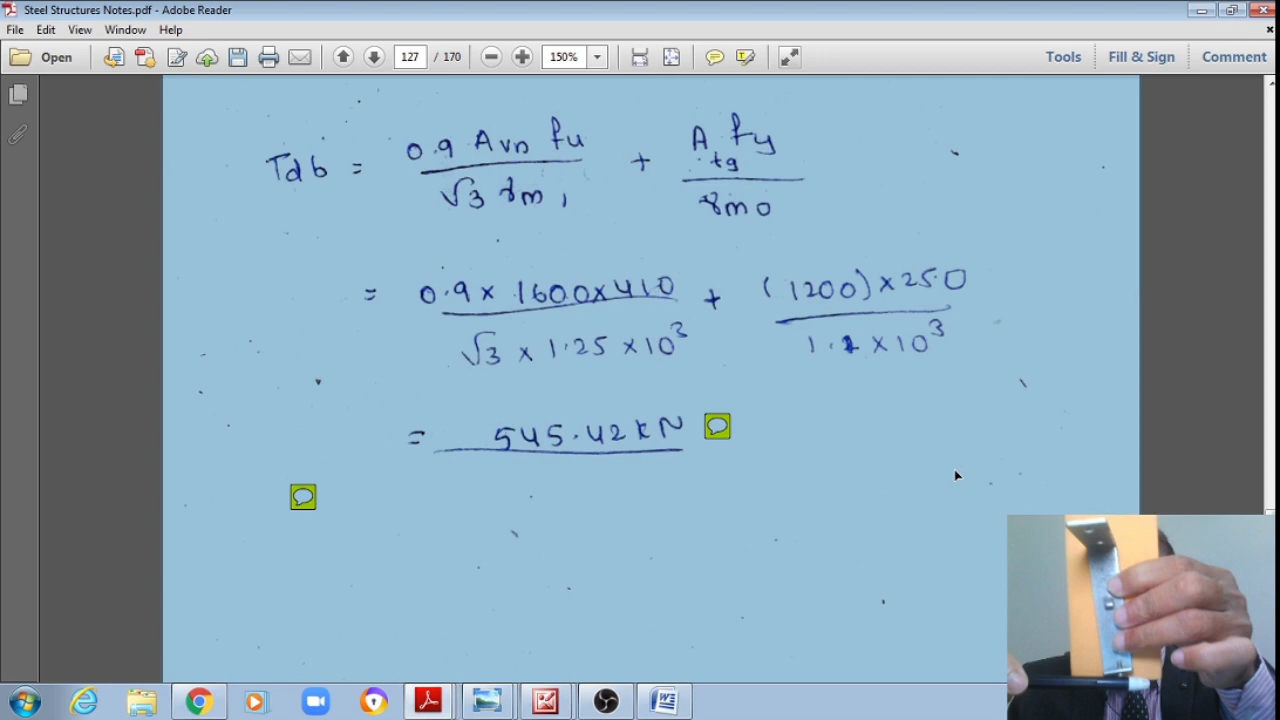 Steel Structures Notes.pdf - Adobe Reader
File Edit View Window Help
Open 127 / 170 150% Tools Fill & Sign Comment
Tdb = 0.9 Avn fu / √3 γm1 + Atg fy / γm0
= 0.9 × 1600 × 410 / √3 × 1.25 × 10³ + (1200) × 250 / 1.1 × 10³
= 545.42 kN
W